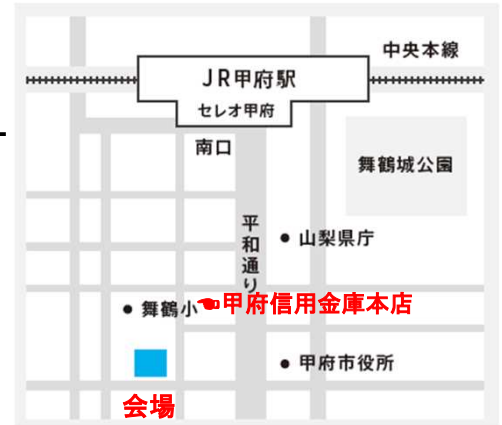 中央本線
JR甲府駅
セレオ甲府
南口
舞鶴城公園
平和通り
● 山梨県庁
☚甲府信用金庫本店
● 舞鶴小
● 甲府市役所
会場